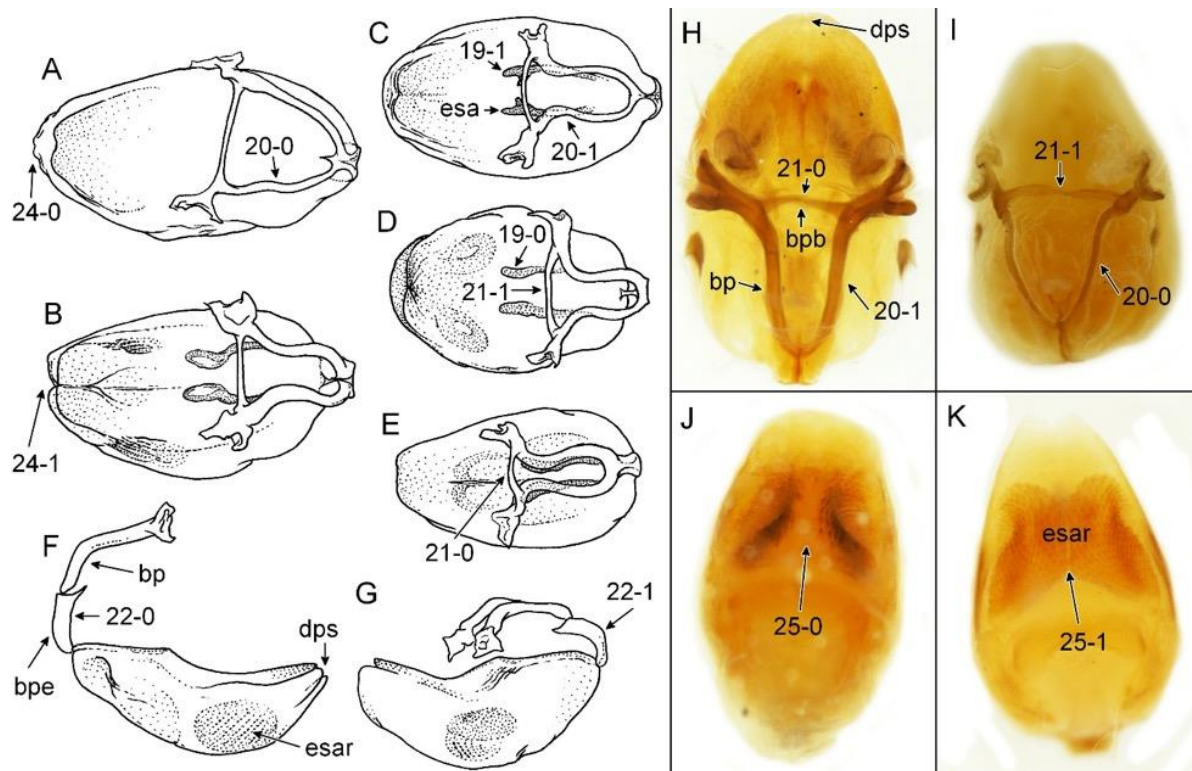 A
20-0
24-0
B
24-1
C
19-1
esa
20-1
D
19-0
21-1
E
21-0
F
bp
22-0
bpe
dps
esar
G
22-1
H
dps
21-0
bpb
bp
20-1
I
21-1
20-0
J
25-0
K
esar
25-1